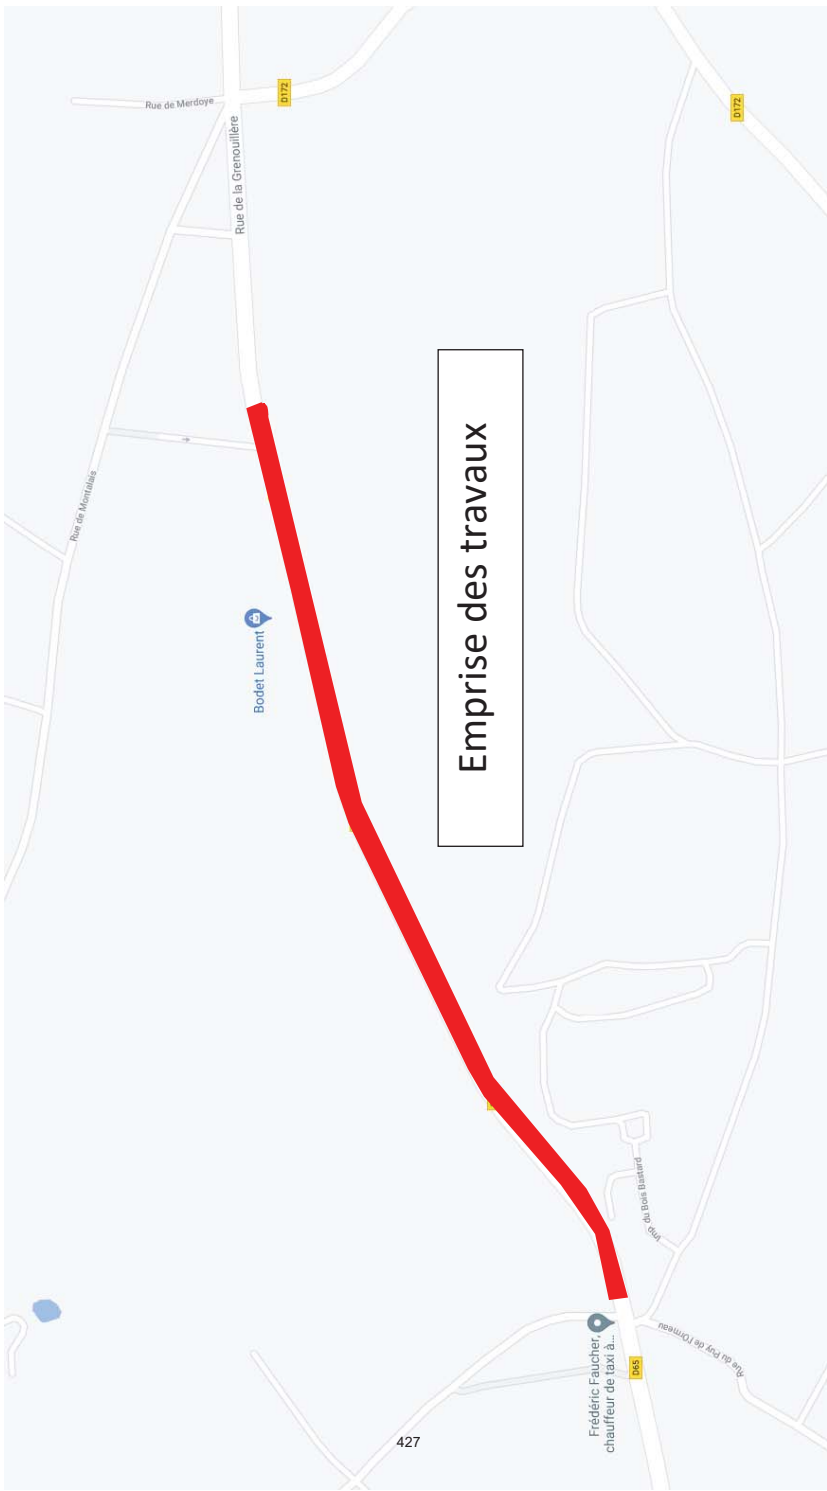 Rue de Merdoye
D172
Rue de la Grenouillère
D172
Rue de Montalais
Bodet Laurent
Emprise des travaux
Imp. du Bois Bastard
Rue du Puy de l'Ormeau
Frédéric Faucher,
chauffeur de taxi à...
D65
427